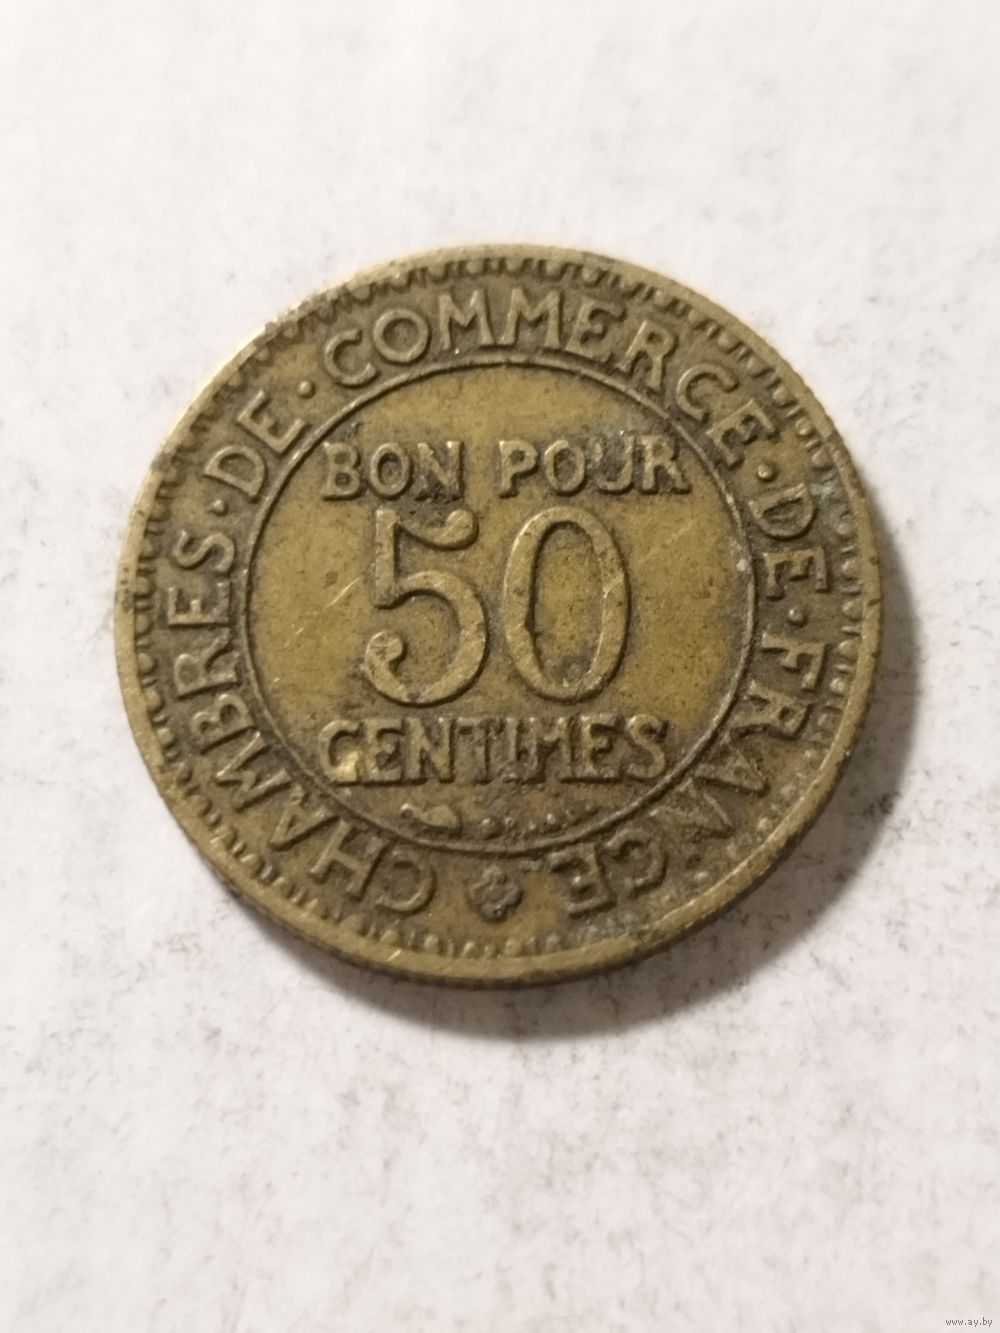 CHAMBRES·DE·COMMERCE·DE·FRANCE
BON POUR
50
CENTIMES
www.ay.by